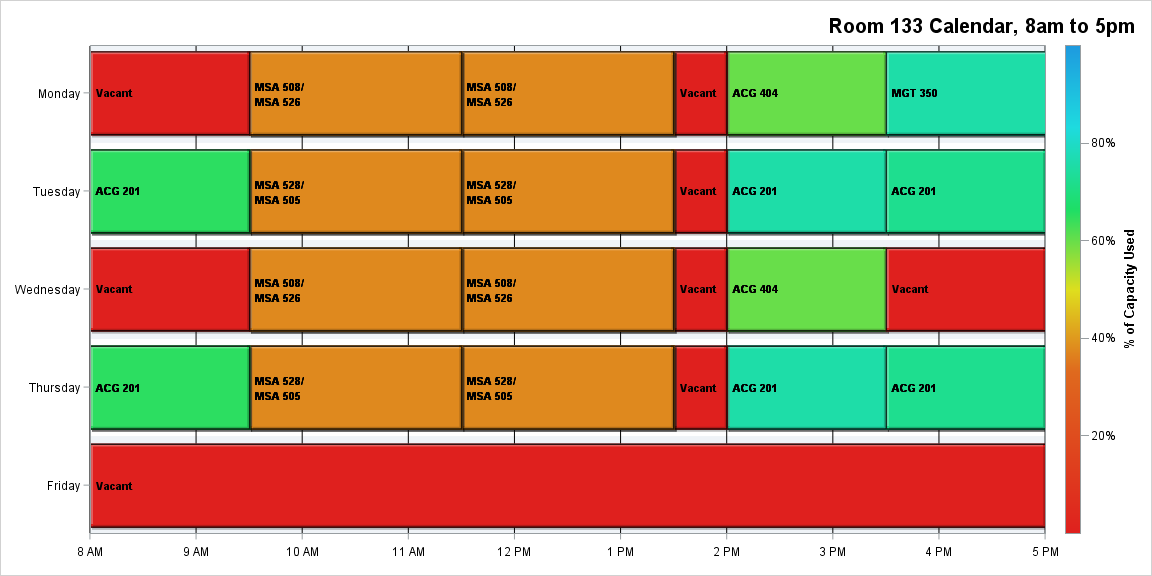 Room 133 Calendar, 8am to 5pm
Monday
Vacant
MSA 508/
MSA 526
MSA 508/
MSA 526
Vacant
ACG 404
MGT 350
Tuesday
ACG 201
MSA 528/
MSA 505
MSA 528/
MSA 505
Vacant
ACG 201
ACG 201
Wednesday
Vacant
MSA 508/
MSA 526
MSA 508/
MSA 526
Vacant
ACG 404
Vacant
Thursday
ACG 201
MSA 528/
MSA 505
MSA 528/
MSA 505
Vacant
ACG 201
ACG 201
Friday
Vacant
8 AM
9 AM
10 AM
11 AM
12 PM
1 PM
2 PM
3 PM
4 PM
5 PM
80%
60%
40%
20%
% of Capacity Used